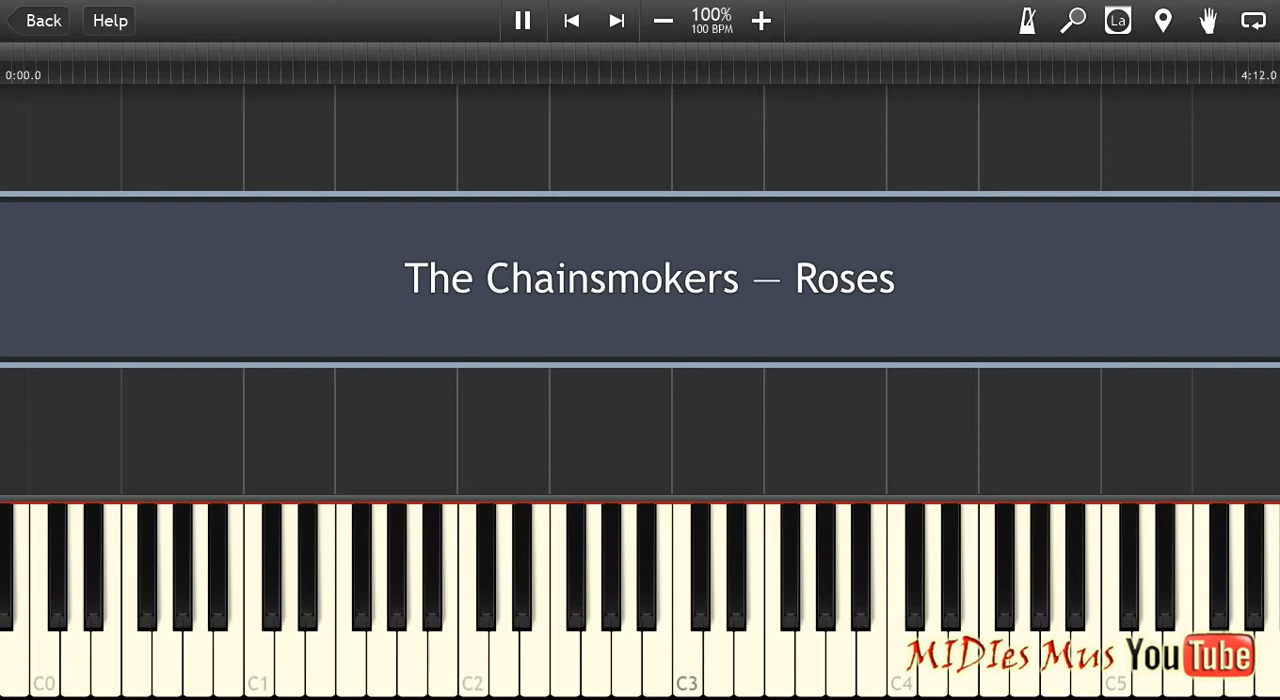 Back Help 100% La
100 BPM
0:00.0 4:12.0
The Chainsmokers – Roses
MIDIes Mus YouTube
C0 C1 C2 C3 C4 C5